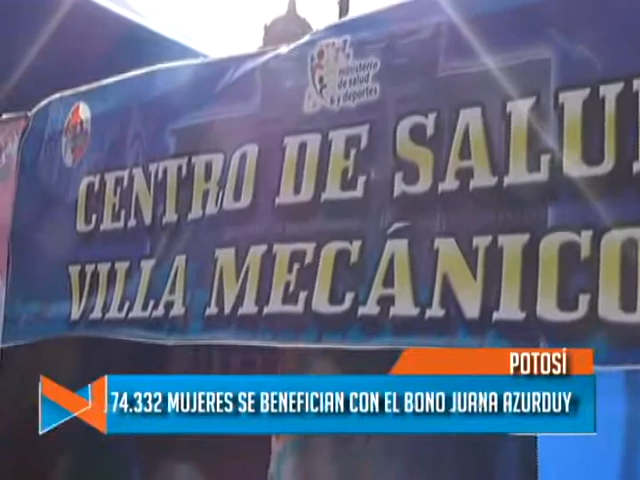 ministerio
de salud
y deportes
CENTRO DE SALUD
VILLA MECÁNICO
POTOSÍ
74.332 MUJERES SE BENEFICIAN CON EL BONO JUANA AZURDUY